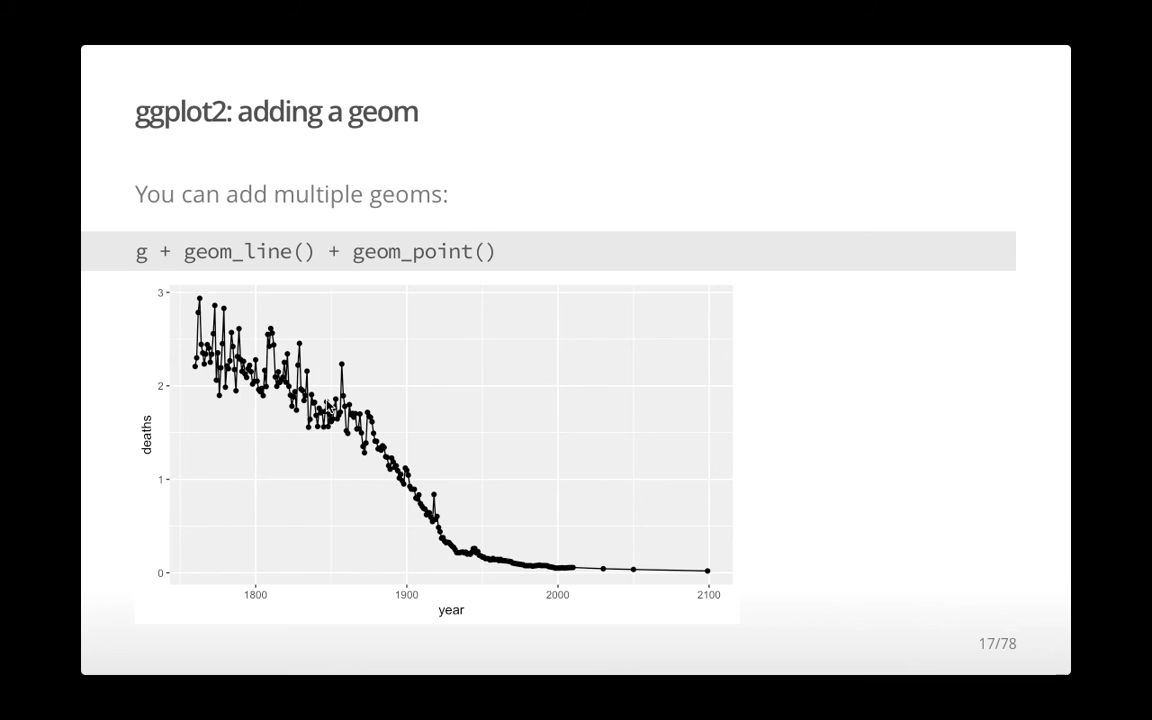 ggplot2: adding a geom
You can add multiple geoms:
g + geom_line() + geom_point()
3
2
1
0
deaths
1800 1900 2000 2100
year
17/78